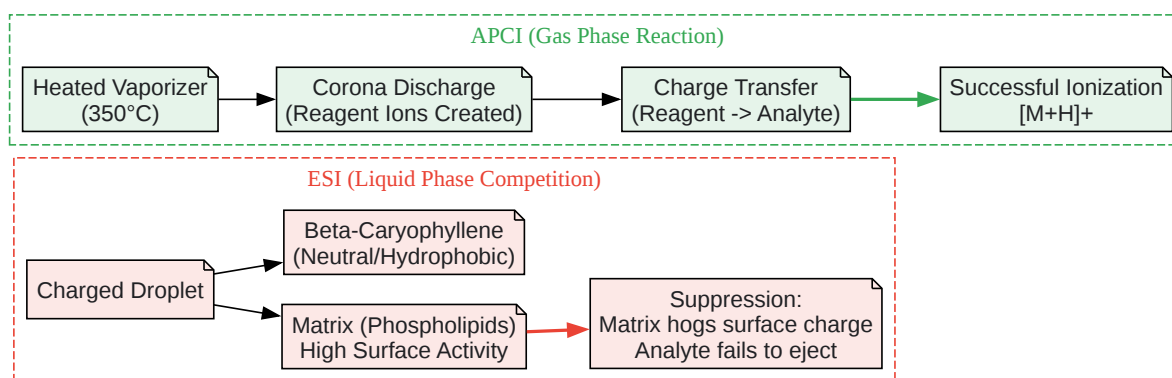 APCI (Gas Phase Reaction)
Heated Vaporizer
(350°C)
Corona Discharge
(Reagent Ions Created)
Charge Transfer
(Reagent -> Analyte)
Successful Ionization
[M+H]+
ESI (Liquid Phase Competition)
Charged Droplet
Beta-Caryophyllene
(Neutral/Hydrophobic)
Matrix (Phospholipids)
High Surface Activity
Suppression:
Matrix hogs surface charge
Analyte fails to eject